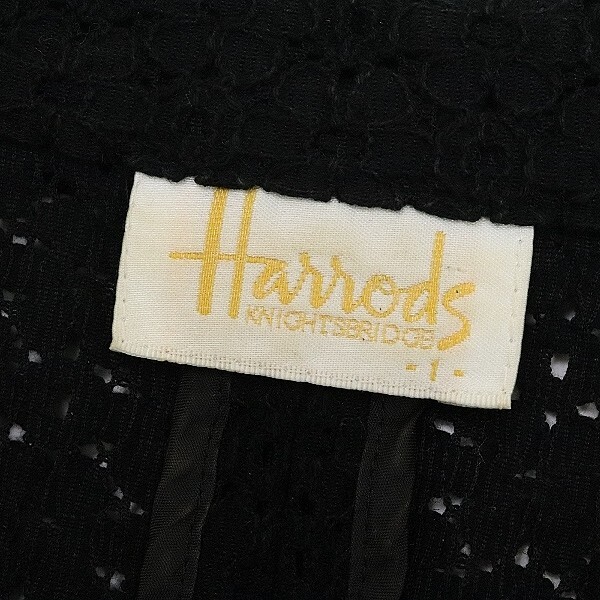 Harrods
KNIGHTSBRIDGE
- 1 -